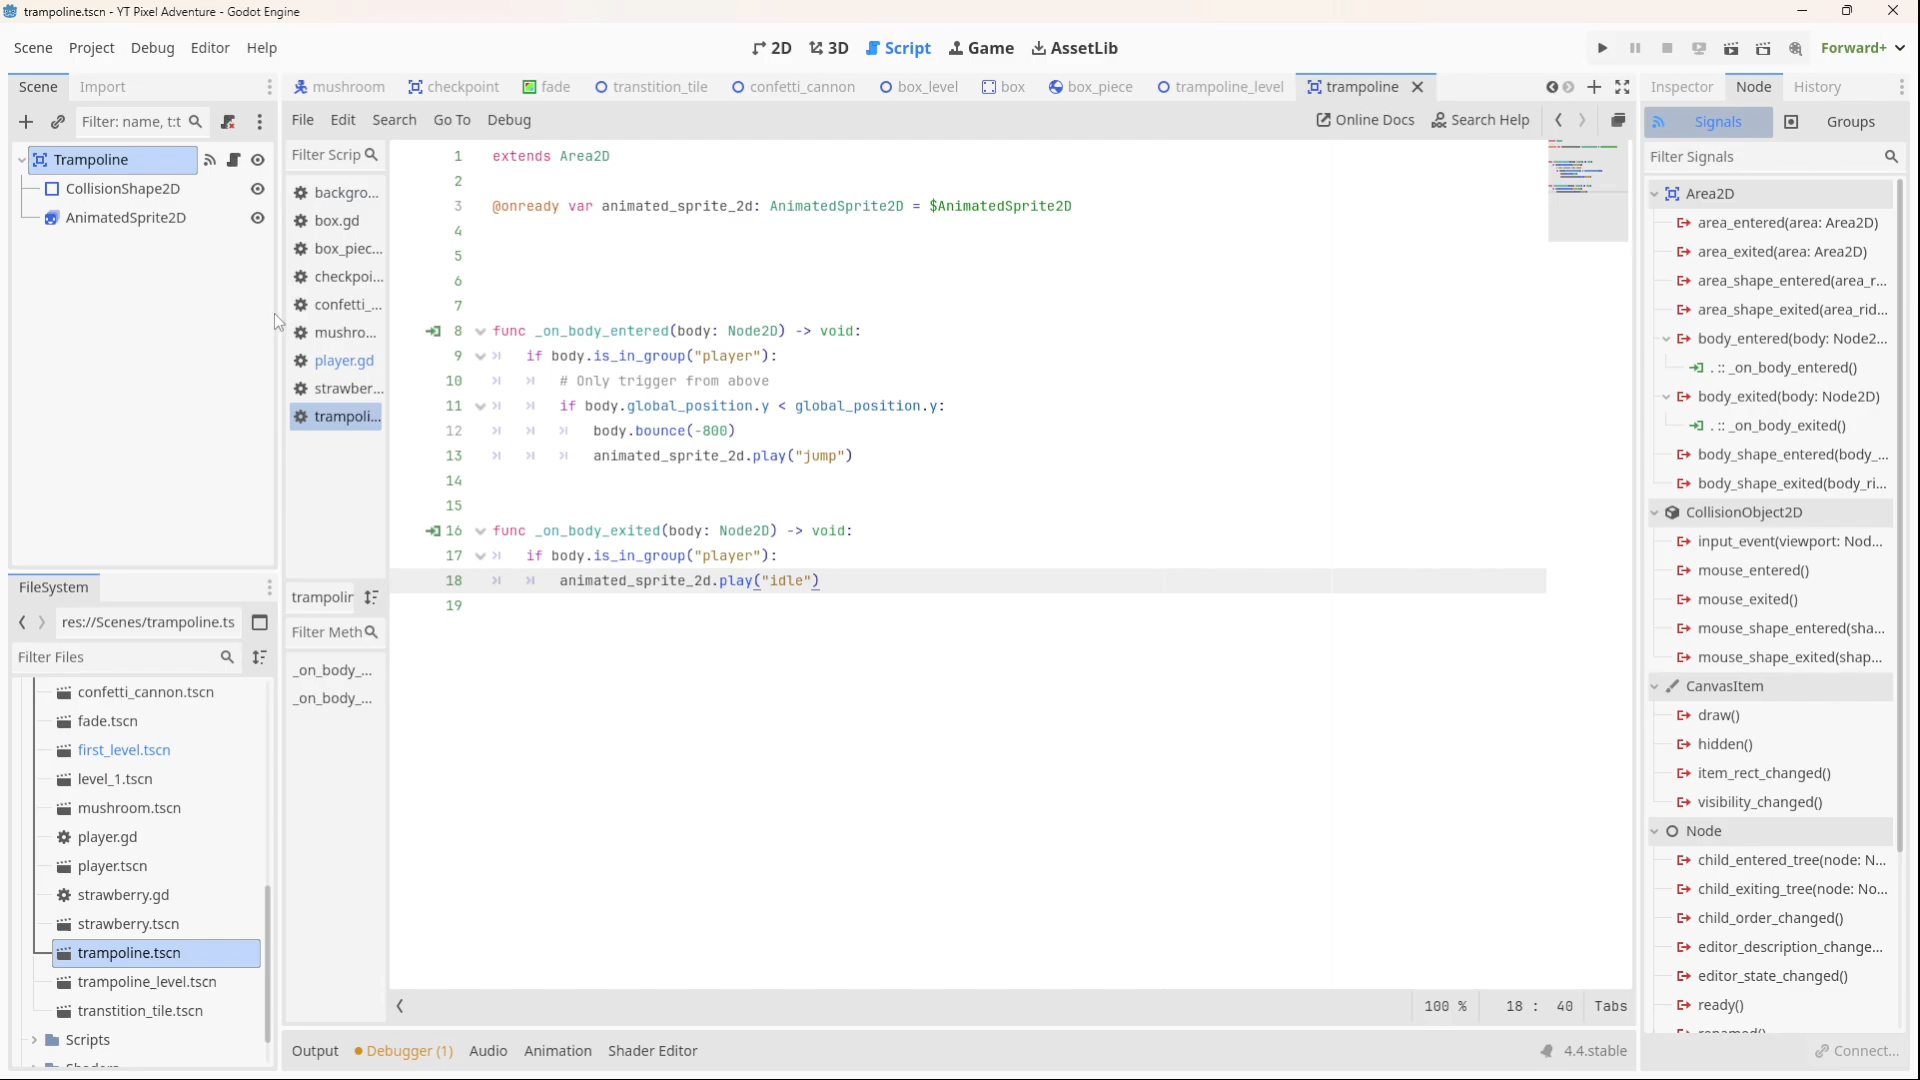 trampoline.tscn - YT Pixel Adventure - Godot Engine
Scene Project Debug Editor Help
2D 3D Script Game AssetLib
Forward+
Scene Import
Filter: name, t:t
Trampoline
CollisionShape2D
AnimatedSprite2D
FileSystem
res://Scenes/trampoline.ts
Filter Files
confetti_cannon.tscn
fade.tscn
first_level.tscn
level_1.tscn
mushroom.tscn
player.gd
player.tscn
strawberry.gd
strawberry.tscn
trampoline.tscn
trampoline_level.tscn
transtition_tile.tscn
Scripts
mushroom checkpoint fade transtition_tile confetti_cannon box_level box box_piece trampoline_level trampoline
File Edit Search Go To Debug
Online Docs Search Help
Filter Scrip
backgro...
box.gd
box_piec...
checkpoi...
confetti_...
mushro...
player.gd
strawber...
trampoli...
trampolin
Filter Meth
_on_body_...
_on_body_...
1 extends Area2D
2
3 @onready var animated_sprite_2d: AnimatedSprite2D = $AnimatedSprite2D
4
5
6
7
8 func _on_body_entered(body: Node2D) -> void:
9 if body.is_in_group("player"):
10 # Only trigger from above
11 if body.global_position.y < global_position.y:
12 body.bounce(-800)
13 animated_sprite_2d.play("jump")
14
15
16 func _on_body_exited(body: Node2D) -> void:
17 if body.is_in_group("player"):
18 animated_sprite_2d.play("idle")
19
100 % 18 : 40 Tabs
Output Debugger (1) Audio Animation Shader Editor
4.4.stable
Inspector Node History
Signals Groups
Filter Signals
Area2D
area_entered(area: Area2D)
area_exited(area: Area2D)
area_shape_entered(area_r...
area_shape_exited(area_rid...
body_entered(body: Node2...
. :: _on_body_entered()
body_exited(body: Node2D)
. :: _on_body_exited()
body_shape_entered(body_...
body_shape_exited(body_ri...
CollisionObject2D
input_event(viewport: Nod...
mouse_entered()
mouse_exited()
mouse_shape_entered(sha...
mouse_shape_exited(shap...
CanvasItem
draw()
hidden()
item_rect_changed()
visibility_changed()
Node
child_entered_tree(node: N...
child_exiting_tree(node: No...
child_order_changed()
editor_description_change...
editor_state_changed()
ready()
Connect...